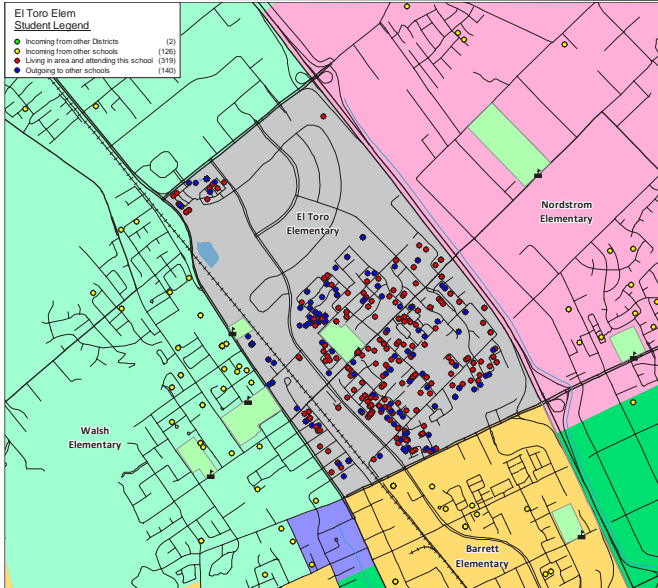 El Toro Elem
Student Legend
Incoming from other Districts (2)
Incoming from other schools (126)
Living in area and attending this school (319)
Outgoing to other schools (140)
Nordstrom
Elementary
El Toro
Elementary
Walsh
Elementary
Barrett
Elementary